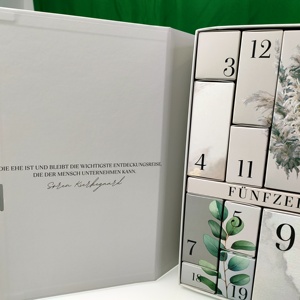 DIE EHE IST UND BLEIBT DIE WICHTIGSTE ENTDECKUNGSREISE,
DIE DER MENSCH UNTERNEHMEN KANN.
Søren Kierkegaard
3
12
4
11
FÜNFZE
7
5
9
19